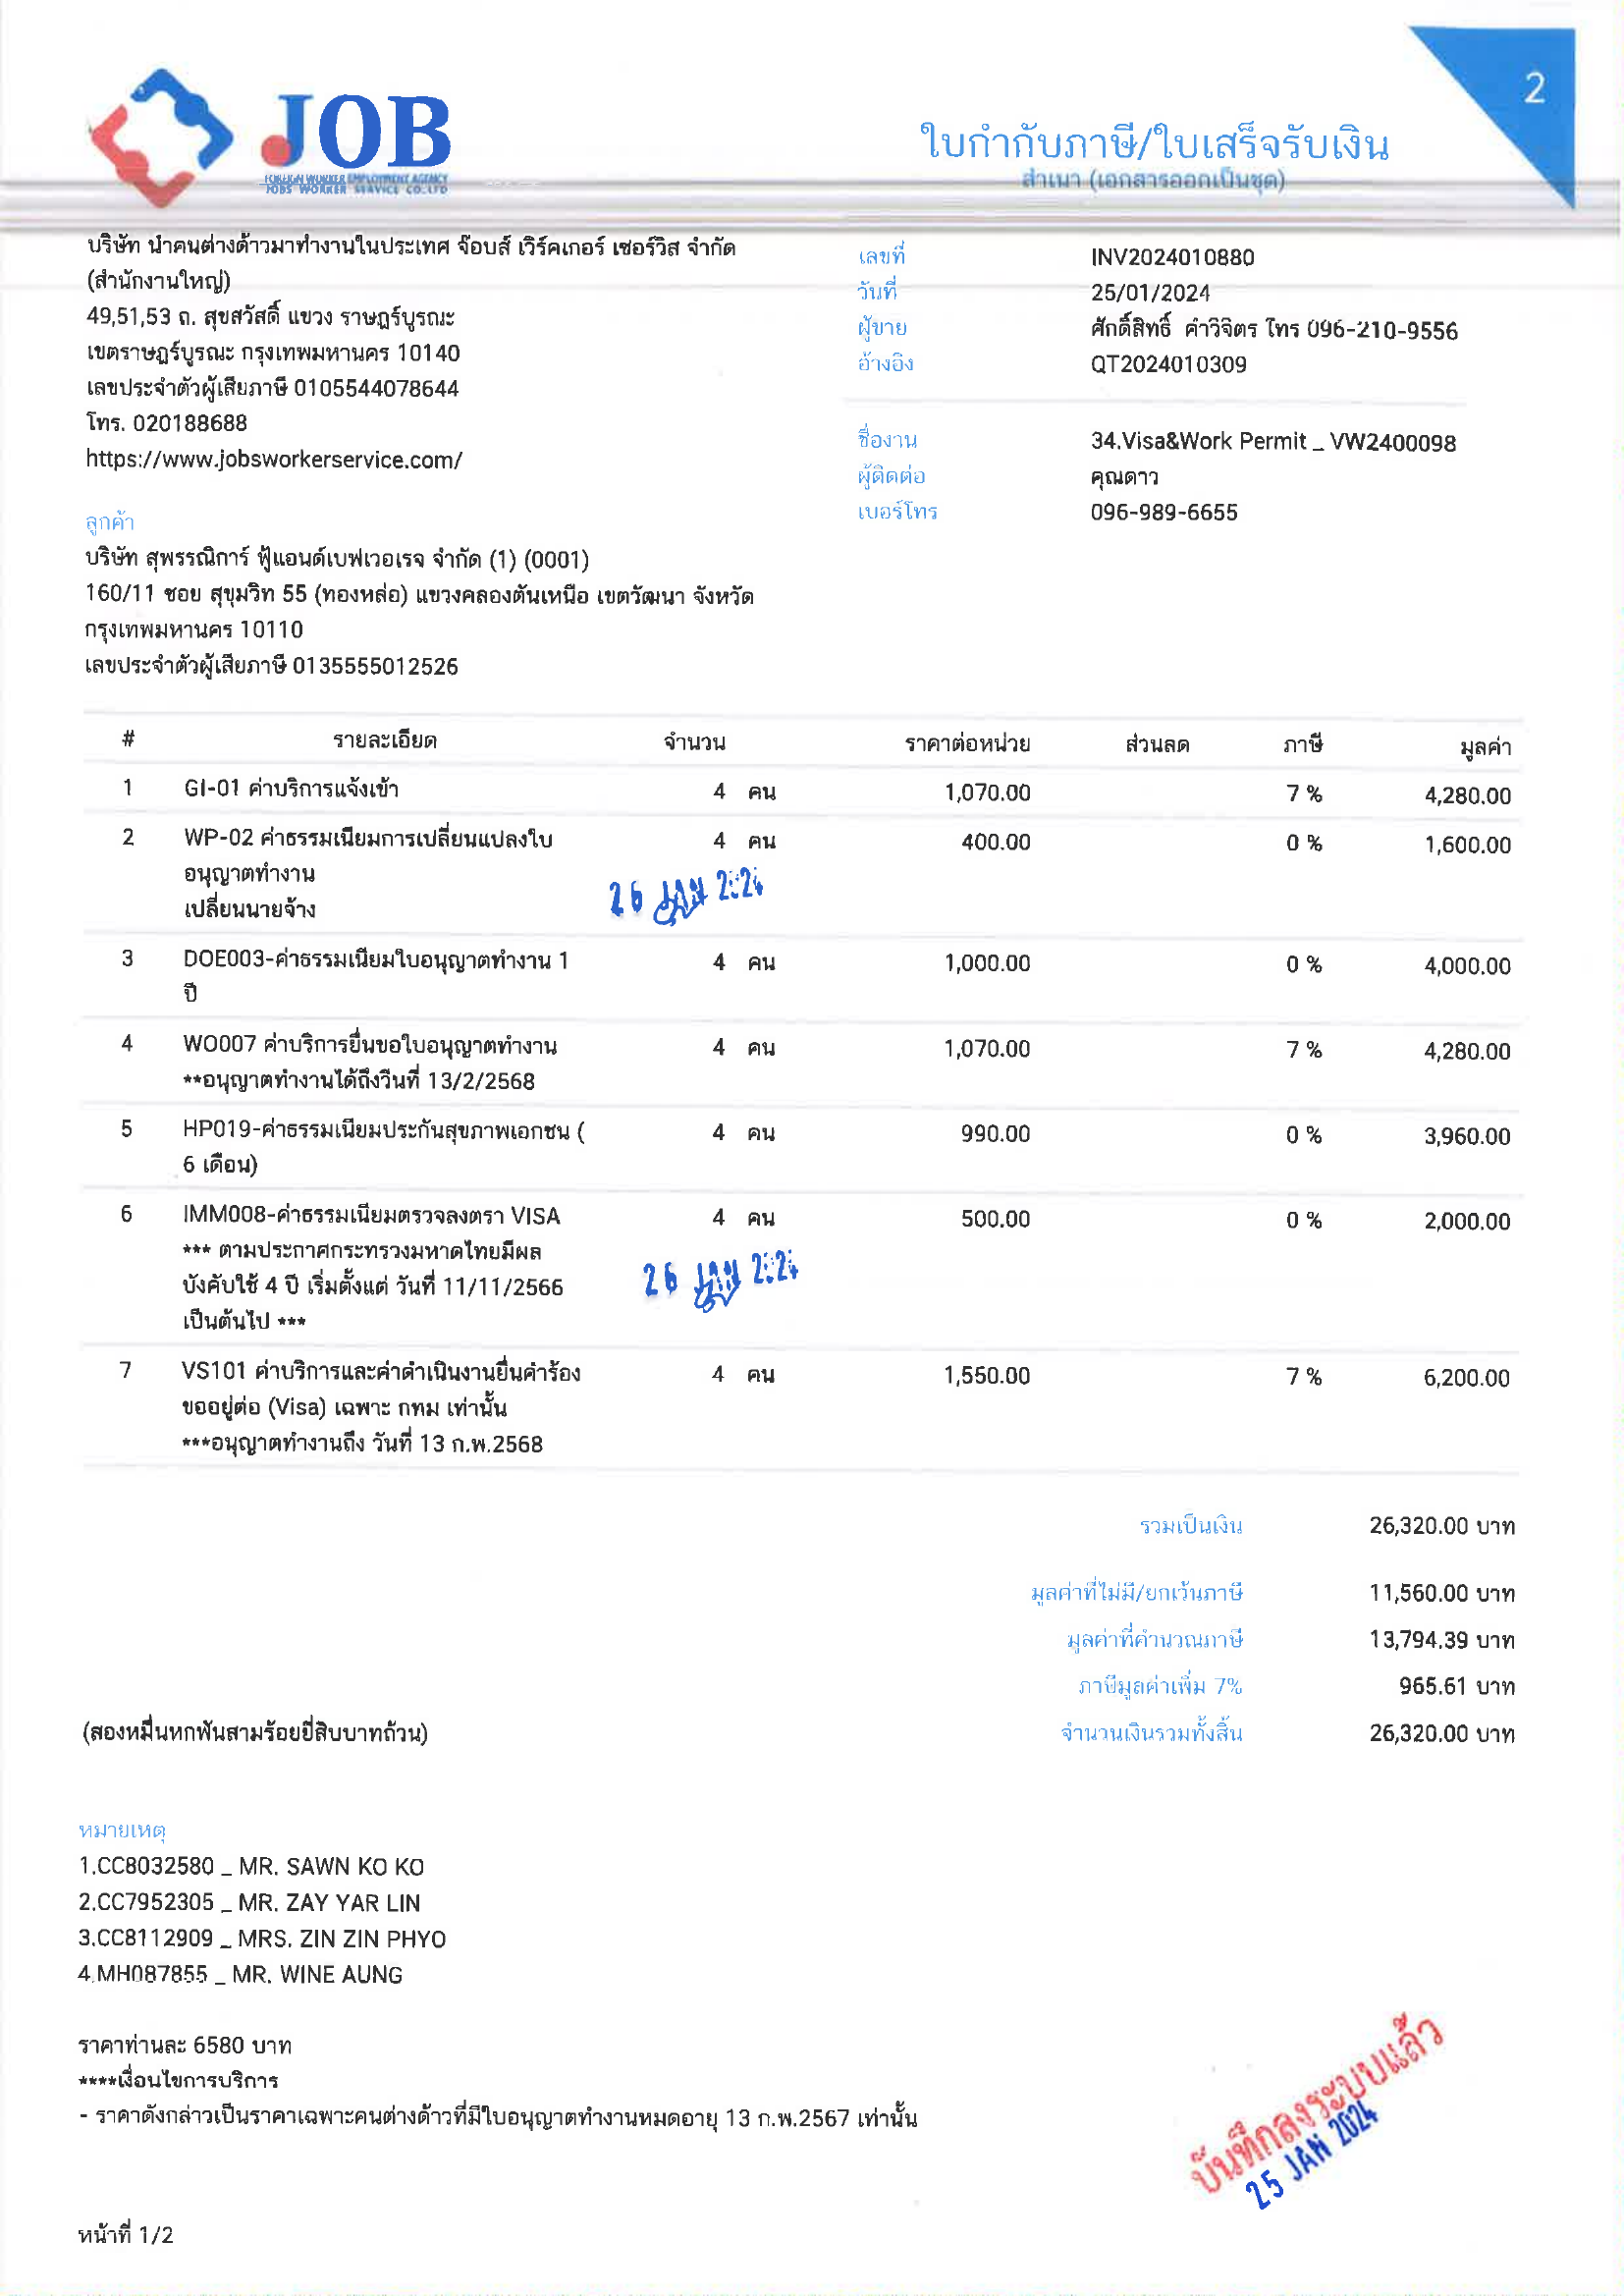 2
JOB
FOREIGN WORKER EMPLOYMENT AGENCY
JOBS WORKER SERVICE CO.LTD
ใบกำกับภาษี/ใบเสร็จรับเงิน
สำเนา (เอกสารออกเป็นชุด)
บริษัท นำคนต่างด้าวมาทำงานในประเทศ จ๊อบส์ เวิร์คเกอร์ เซอร์วิส จำกัด
(สำนักงานใหญ่)
49,51,53 ถ. สุขสวัสดิ์ แขวง ราษฎร์บูรณะ
เขตราษฎร์บูรณะ กรุงเทพมหานคร 10140
เลขประจำตัวผู้เสียภาษี 0105544078644
โทร. 020188688
https://www.jobsworkerservice.com/
เลขที่ INV2024010880
วันที่ 25/01/2024
ผู้ขาย ศักดิ์สิทธิ์ คำวิจิตร โทร 096-210-9556
อ้างอิง QT2024010309
ชื่องาน 34.Visa&Work Permit _ VW2400098
ผู้ติดต่อ คุณดาว
เบอร์โทร 096-989-6655
ลูกค้า
บริษัท สุพรรณิการ์ ฟู้แอนด์เบฟเวอเรจ จำกัด (1) (0001)
160/11 ซอย สุขุมวิท 55 (ทองหล่อ) แขวงคลองตันเหนือ เขตวัฒนา จังหวัด
กรุงเทพมหานคร 10110
เลขประจำตัวผู้เสียภาษี 0135555012526
# รายละเอียด จำนวน ราคาต่อหน่วย ส่วนลด ภาษี มูลค่า
1 GI-01 ค่าบริการแจ้งเข้า 4 คน 1,070.00 7 % 4,280.00
2 WP-02 ค่าธรรมเนียมการเปลี่ยนแปลงใบ 4 คน 400.00 0 % 1,600.00
อนุญาตทำงาน
เปลี่ยนนายจ้าง
26 JAN 2024
3 DOE003-ค่าธรรมเนียมใบอนุญาตทำงาน 1 4 คน 1,000.00 0 % 4,000.00
ปี
4 WO007 ค่าบริการยื่นขอใบอนุญาตทำงาน 4 คน 1,070.00 7 % 4,280.00
**อนุญาตทำงานได้ถึงวันที่ 13/2/2568
5 HP019-ค่าธรรมเนียมประกันสุขภาพเอกชน ( 4 คน 990.00 0 % 3,960.00
6 เดือน)
6 IMM008-ค่าธรรมเนียมตรวจลงตรา VISA 4 คน 500.00 0 % 2,000.00
*** ตามประกาศกระทรวงมหาดไทยมีผล
บังคับใช้ 4 ปี เริ่มตั้งแต่ วันที่ 11/11/2566
เป็นต้นไป ***
26 JAN 2024
7 VS101 ค่าบริการและค่าดำเนินงานยื่นคำร้อง 4 คน 1,550.00 7 % 6,200.00
ขออยู่ต่อ (Visa) เฉพาะ กทม เท่านั้น
***อนุญาตทำงานถึง วันที่ 13 ก.พ.2568
รวมเป็นเงิน 26,320.00 บาท
มูลค่าที่ไม่มี/ยกเว้นภาษี 11,560.00 บาท
มูลค่าที่คำนวณภาษี 13,794.39 บาท
ภาษีมูลค่าเพิ่ม 7% 965.61 บาท
(สองหมื่นหกพันสามร้อยยี่สิบบาทถ้วน) จำนวนเงินรวมทั้งสิ้น 26,320.00 บาท
หมายเหตุ
1.CC8032580 _ MR. SAWN KO KO
2.CC7952305 _ MR. ZAY YAR LIN
3.CC8112909 _ MRS. ZIN ZIN PHYO
4.MH087855 _ MR. WINE AUNG
ราคาท่านละ 6580 บาท
****เงื่อนไขการบริการ
- ราคาดังกล่าวเป็นราคาเฉพาะคนต่างด้าวที่มีใบอนุญาตทำงานหมดอายุ 13 ก.พ.2567 เท่านั้น
บันทึกลงระบบแล้ว
25 JAN 2024
หน้าที่ 1/2